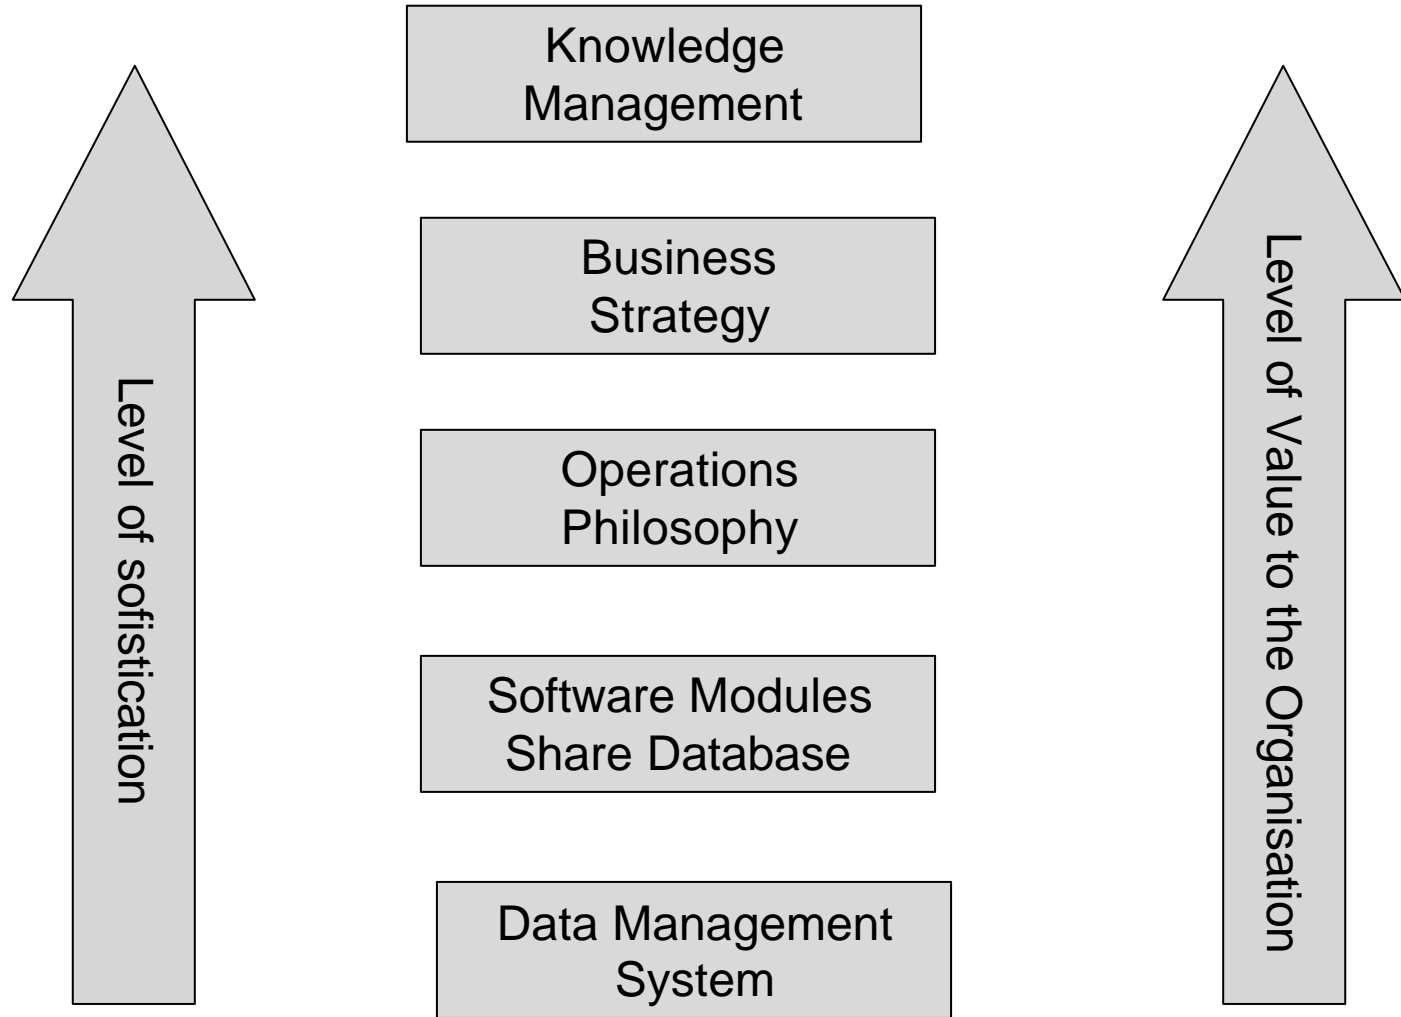 Knowledge
Management
Business
Strategy
Operations
Philosophy
Software Modules
Share Database
Data Management
System
Level of sofistication
Level of Value to the Organisation